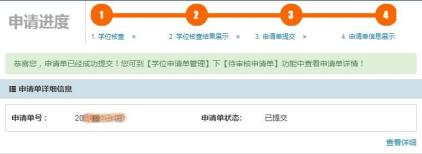 申请进度
1 2 3 4
1. 学位核查 » 2. 学位核查结果展示 » 3. 申请单提交 » 4. 申请单信息展示
恭喜您，申请单已经成功提交！您可到【学位申请单管理】下【待审核申请单】功能中查看申请单详情！
申请单详细信息
申请单号： 20 申请单状态： 已提交
查看详细